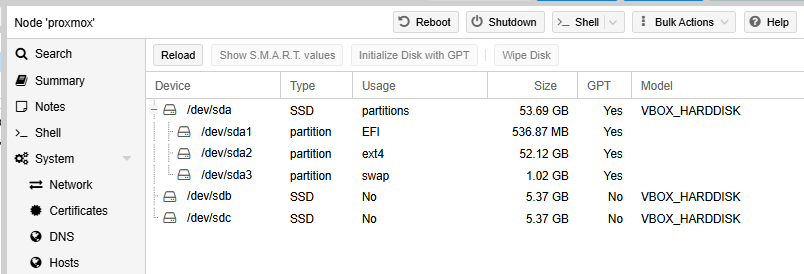 Node 'proxmox'
Reboot
Shutdown
Shell
Bulk Actions
Help
Search
Summary
Notes
Shell
System
Network
Certificates
DNS
Hosts
Reload
Show S.M.A.R.T. values
Initialize Disk with GPT
Wipe Disk
Device Type Usage Size GPT Model
/dev/sda SSD partitions 53.69 GB Yes VBOX_HARDDISK
/dev/sda1 partition EFI 536.87 MB Yes
/dev/sda2 partition ext4 52.12 GB Yes
/dev/sda3 partition swap 1.02 GB Yes
/dev/sdb SSD No 5.37 GB No VBOX_HARDDISK
/dev/sdc SSD No 5.37 GB No VBOX_HARDDISK